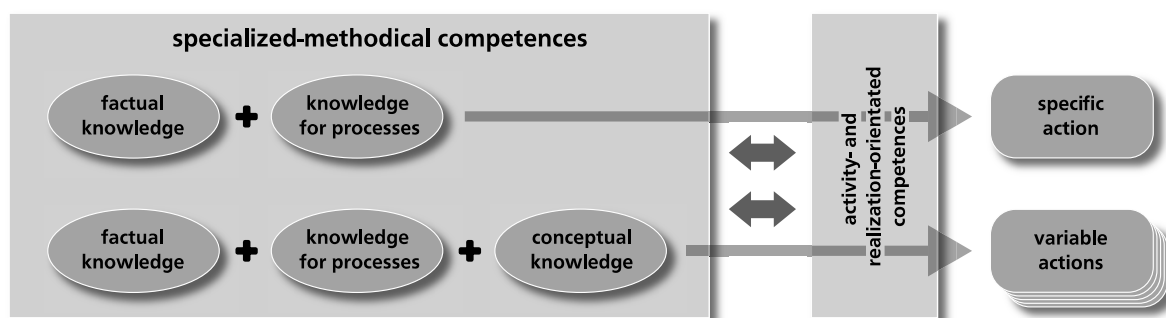 specialized-methodical competences
factual
knowledge
knowledge
for processes
activity- and
realization-orientated
competences
specific
action
factual
knowledge
knowledge
for processes
conceptual
knowledge
variable
actions